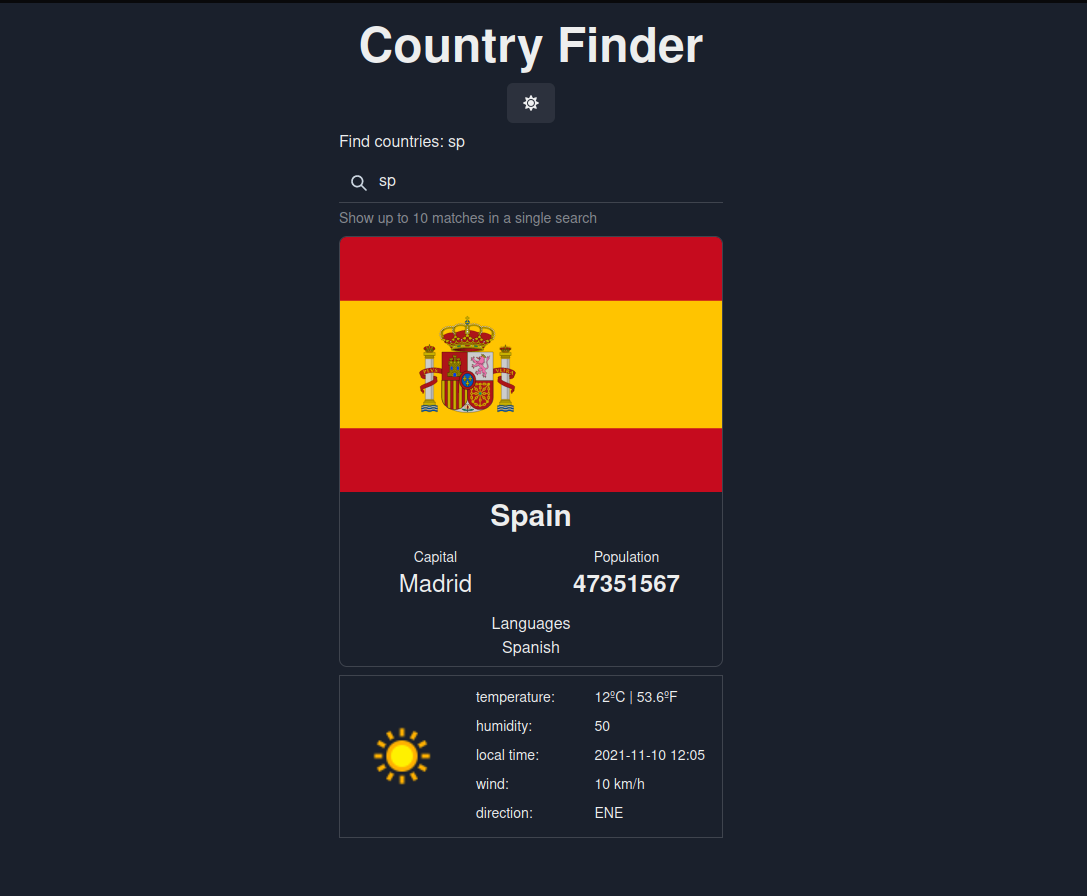 Country Finder
Find countries: sp
sp
Show up to 10 matches in a single search
Spain
Capital
Population
Madrid
47351567
Languages
Spanish
temperature: 12ºC | 53.6ºF
humidity: 50
local time: 2021-11-10 12:05
wind: 10 km/h
direction: ENE